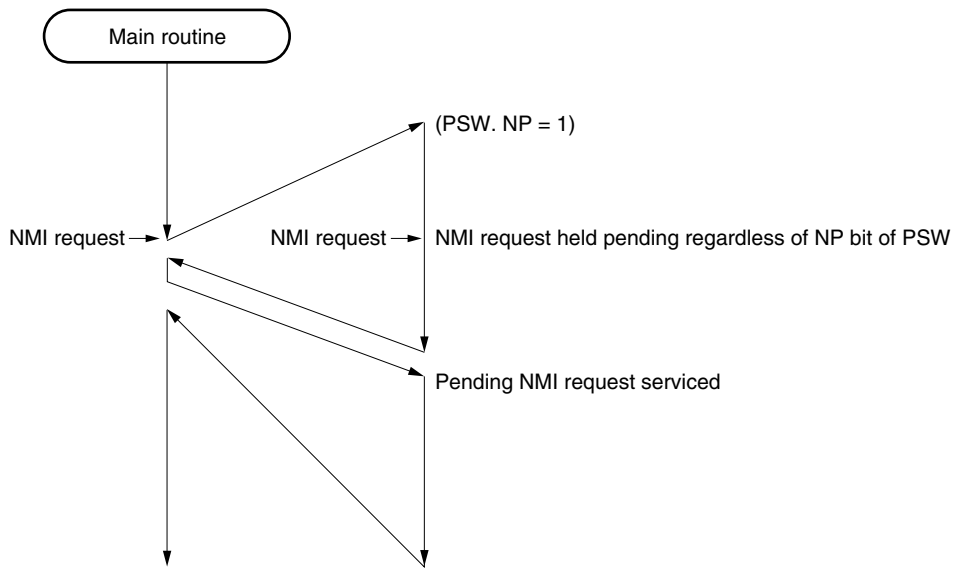 Main routine
(PSW. NP = 1)
NMI request
NMI request
NMI request held pending regardless of NP bit of PSW
Pending NMI request serviced